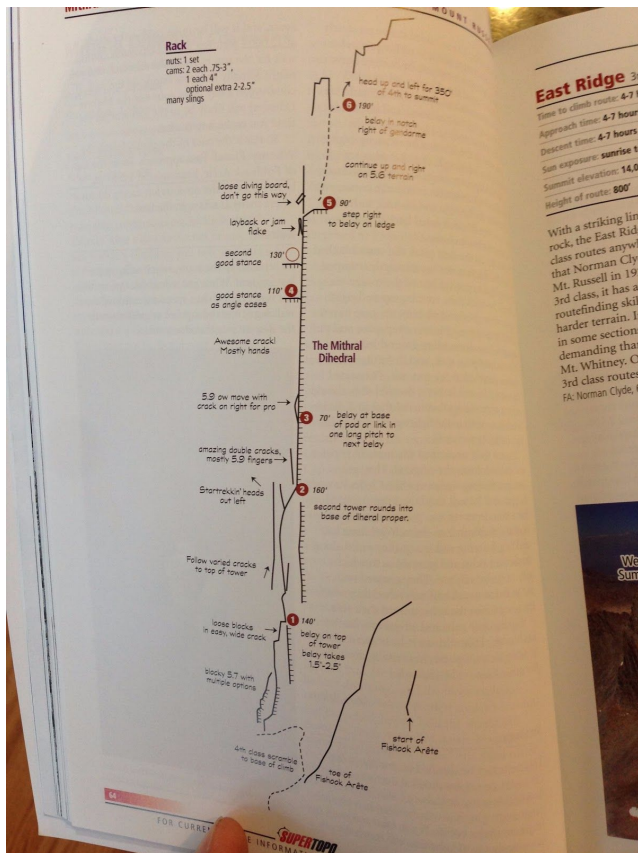 MOUNT RUS
Rack
nuts: 1 set
cams: 2 each .75-3",
1 each 4"
optional extra 2-2.5"
many slings
head up and left for 350'
of 4th to summit
6 190'
belay in notch
right of gendarme
continue up and right
on 5.6 terrain
loose diving board,
don't go this way
5 90'
step right
to belay on ledge
layback or jam
flake
second
good stance
130'
110' 4
good stance
as angle eases
Awesome crack!
Mostly hands
The Mithral
Dihedral
5.9 ow move with
crack on right for pro
3 70'
belay at base
of pod or link in
one long pitch to
next belay
amazing double cracks,
mostly 5.9 fingers
Startrekkin' heads
out left
2 160'
second tower rounds into
base of diheral proper.
Follow varied cracks
to top of tower
1 140'
loose blocks
in easy, wide crack
belay on top
of tower
belay takes
1.5"-2.5"
blocky 5.7 with
multiple options
4th class scramble
to base of climb
toe of
Fishook Arête
start of
Fishook Arête
64
FOR CURREN
E INFORMA
SUPERTOPO
East Ridge 3
Time to climb route: 4-7
Approach time: 4-7 hour
Descent time: 4-7 hours
Sun exposure: sunrise t
Summit elevation: 14,0
Height of route: 800'
With a striking lin
rock, the East Rid
class routes anywh
that Norman Cly
Mt. Russell in 19
3rd class, it has a
routefinding skil
harder terrain. I
in some section
demanding tha
Mt. Whitney. O
3rd class routes
FA: Norman Clyde,
We
Sum